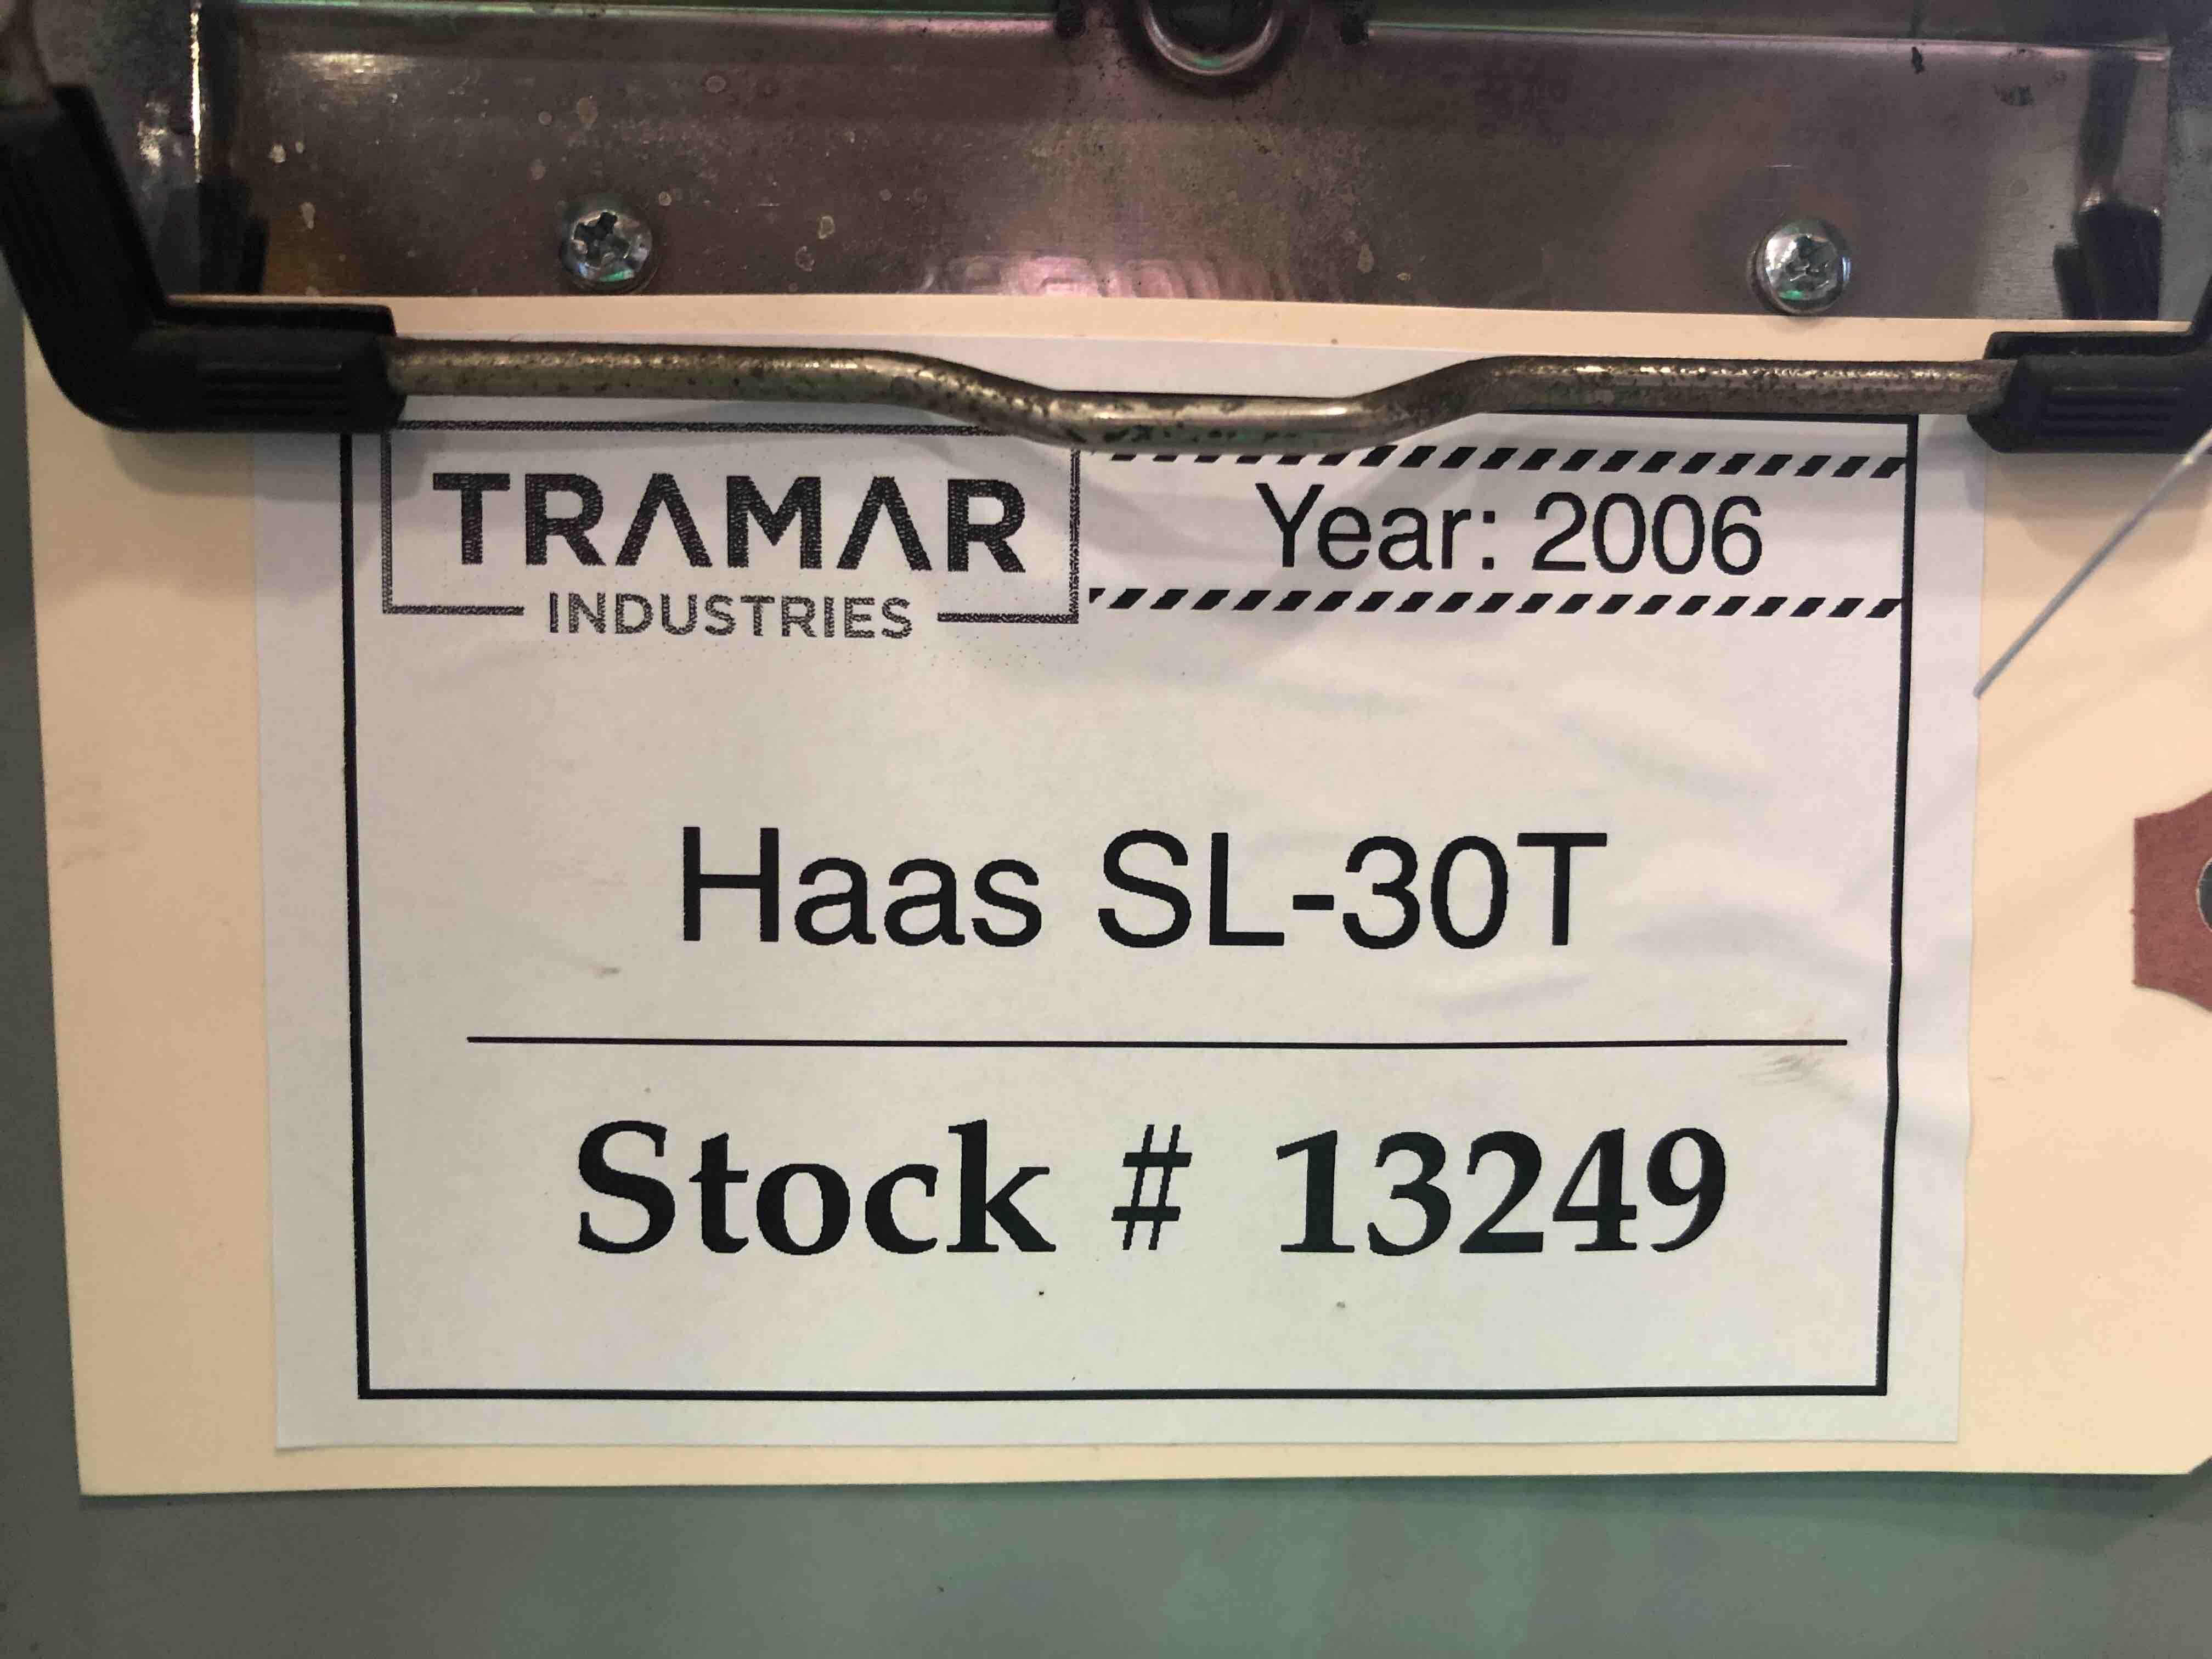 TRAMAR
INDUSTRIES
Year: 2006
Haas SL-30T
Stock # 13249